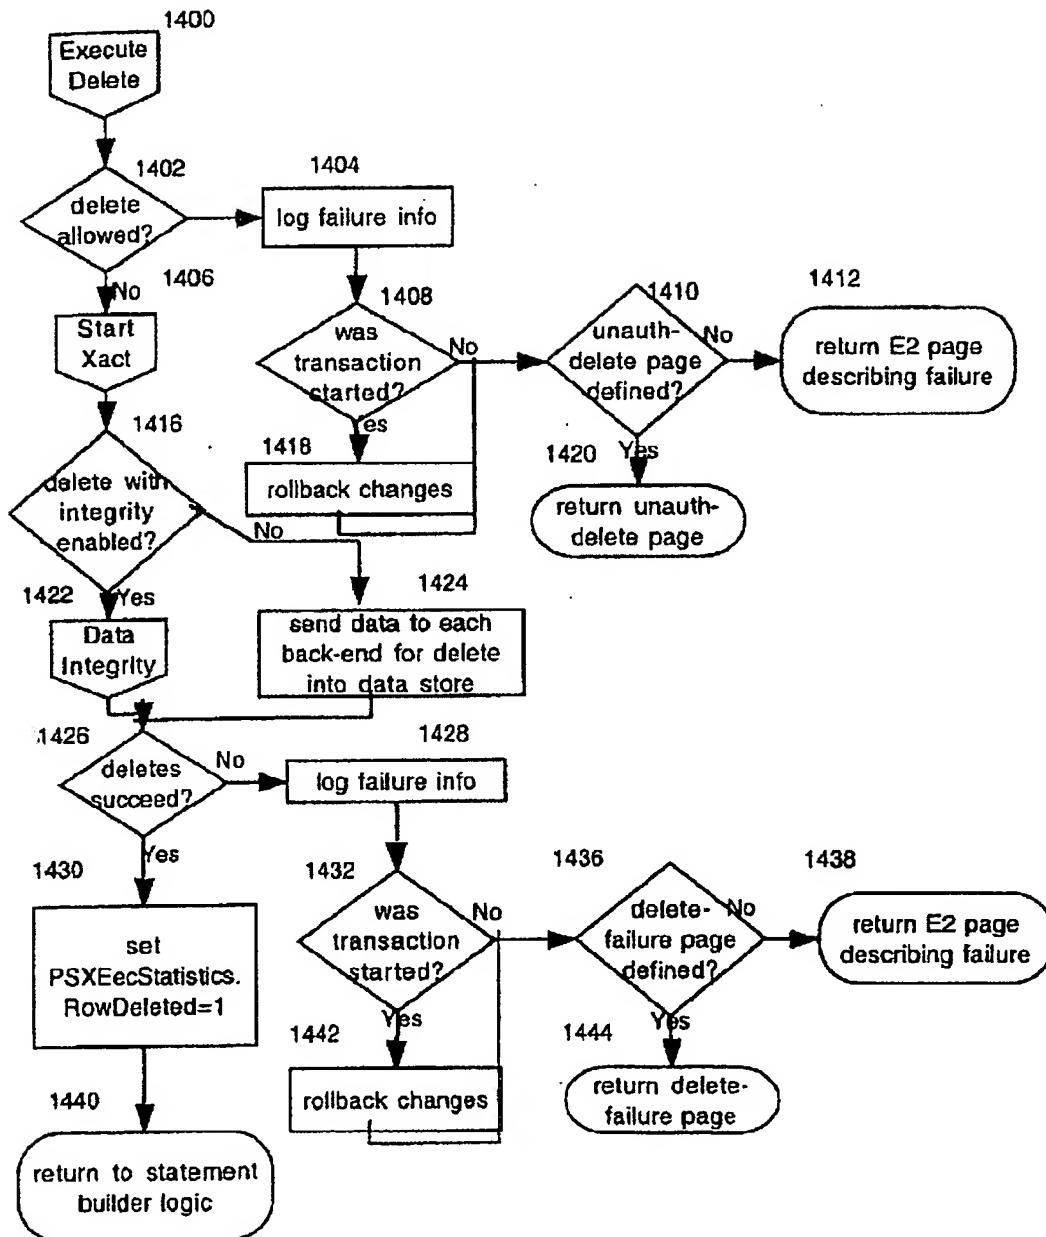 1400
Execute
Delete
1402
delete
allowed?
1404
log failure info
1406
No
Start
Xact
1408
was
transaction
started?
No
Yes
1410
unauth-
delete page
defined?
No
Yes
1412
return E2 page
describing failure
1416
delete with
integrity
enabled?
No
Yes
1418
rollback changes
1420
return unauth-
delete page
1422
Data
Integrity
1424
send data to each
back-end for delete
into data store
1426
deletes
succeed?
No
Yes
1428
log failure info
1430
set
PSXEecStatistics.
RowDeleted=1
1432
was
transaction
started?
No
Yes
1436
delete-
failure page
defined?
No
Yes
1438
return E2 page
describing failure
1442
rollback changes
1444
return delete-
failure page
1440
return to statement
builder logic